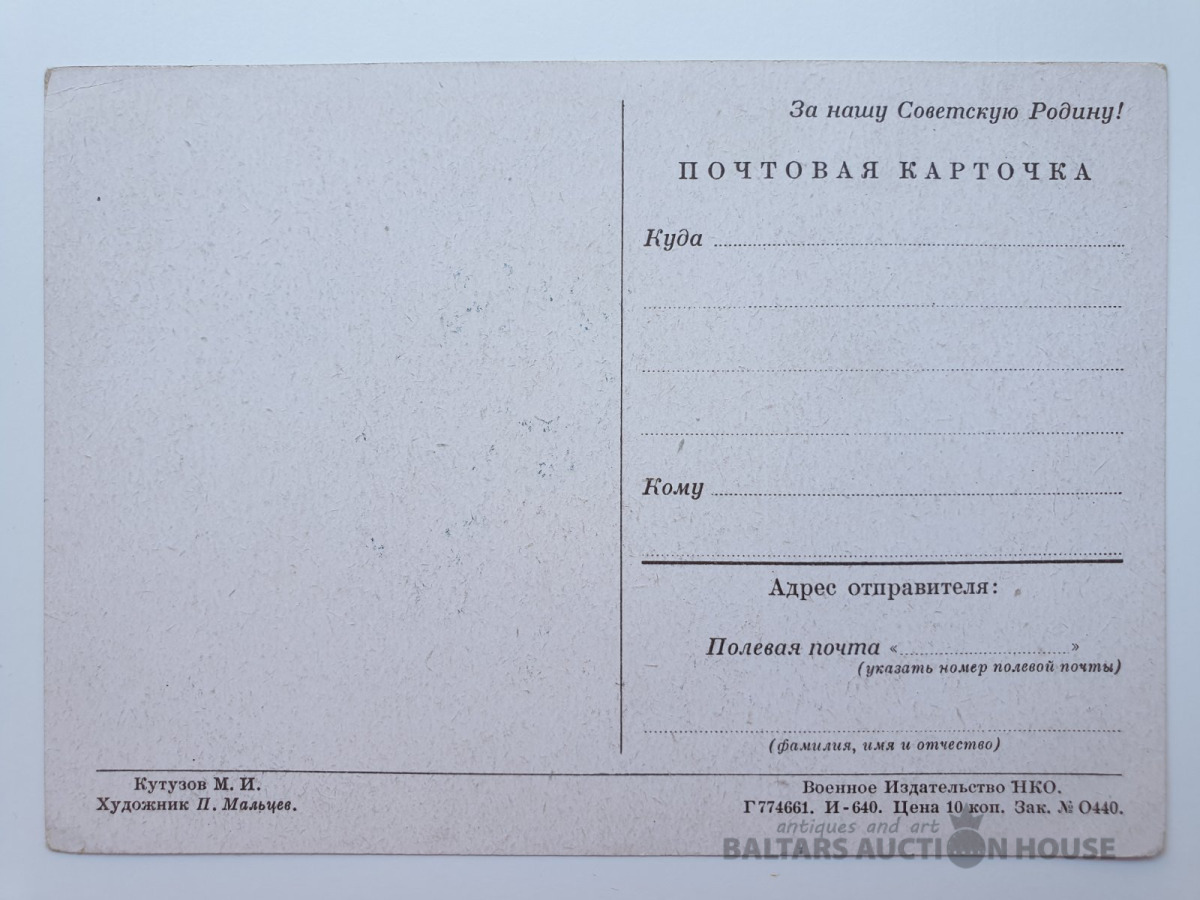 За нашу Советскую Родину!
ПОЧТОВАЯ КАРТОЧКА
Куда
Кому
Адрес отправителя:
Полевая почта « »
(указать номер полевой почты)
(фамилия, имя и отчество)
Кутузов М. И.
Художник П. Мальцев.
Военное Издательство НКО.
Г774661. И-640. Цена 10 коп. Зак. № О440.
antiques and art
BALTARS AUCTION HOUSE